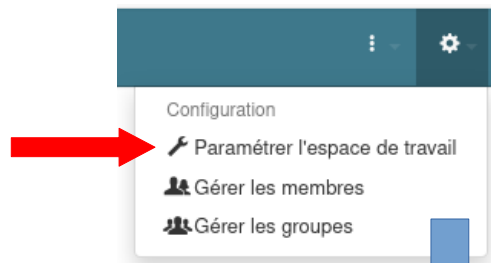 Configuration
Paramétrer l'espace de travail
Gérer les membres
Gérer les groupes